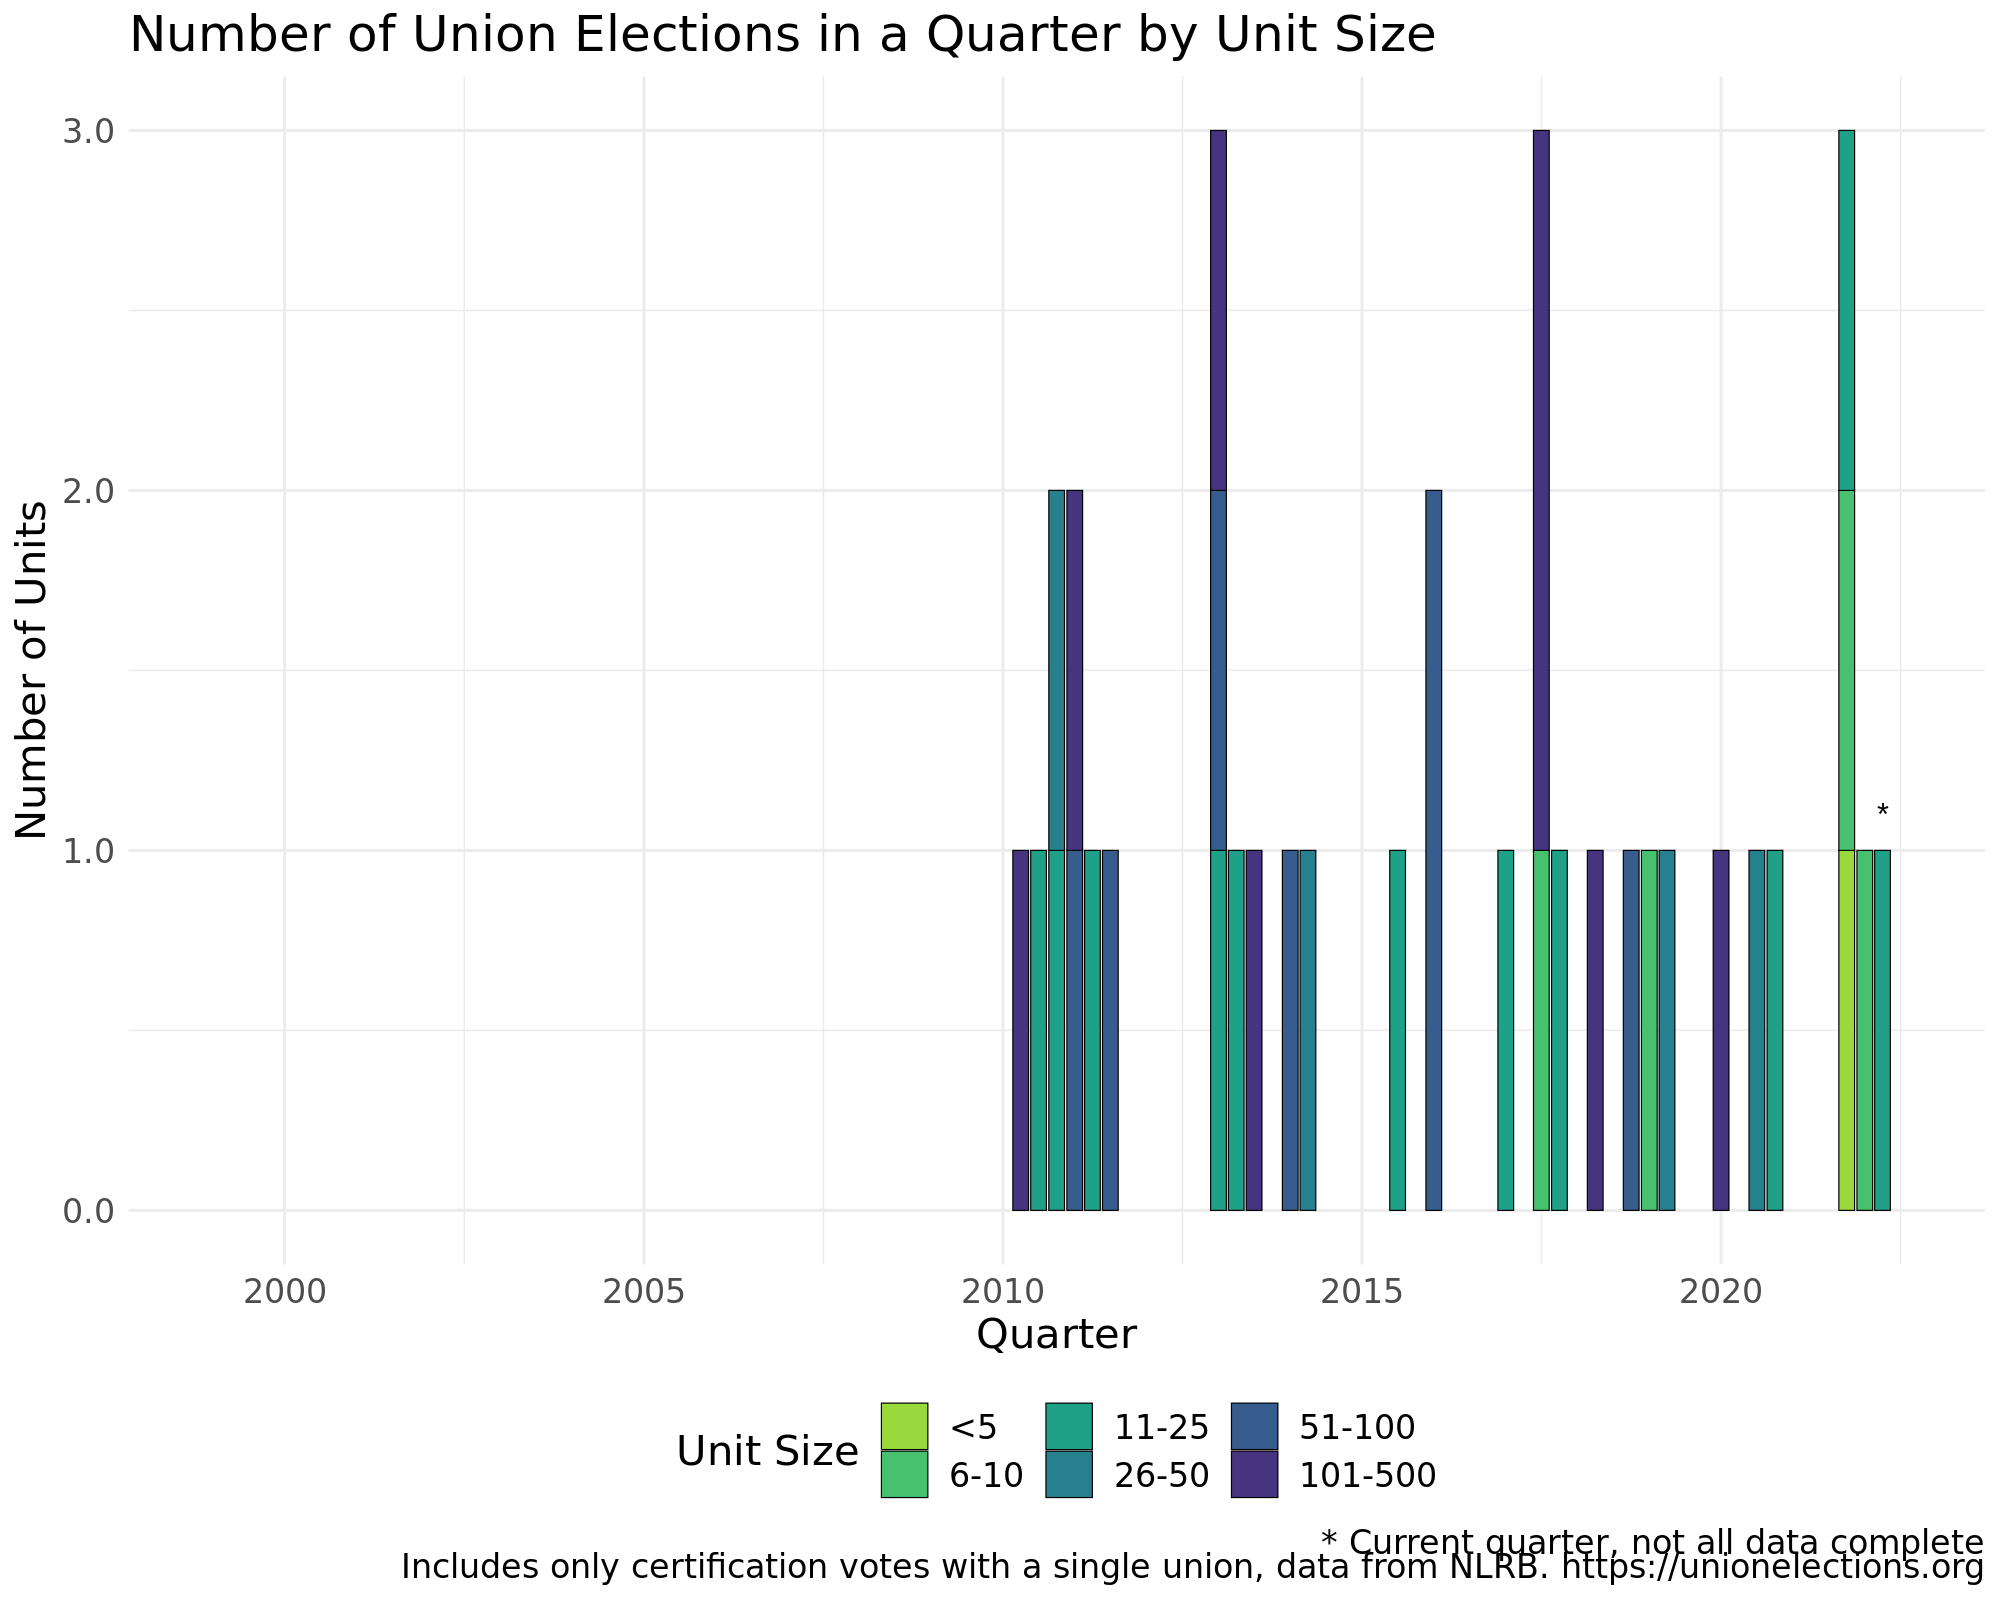 Number of Union Elections in a Quarter by Unit Size
3.0
2.0
1.0
0.0
Number of Units
*
2000 2005 2010 2015 2020
Quarter
Unit Size
<5 11-25 51-100
6-10 26-50 101-500
* Current quarter, not all data complete
Includes only certification votes with a single union, data from NLRB. https://unionelections.org